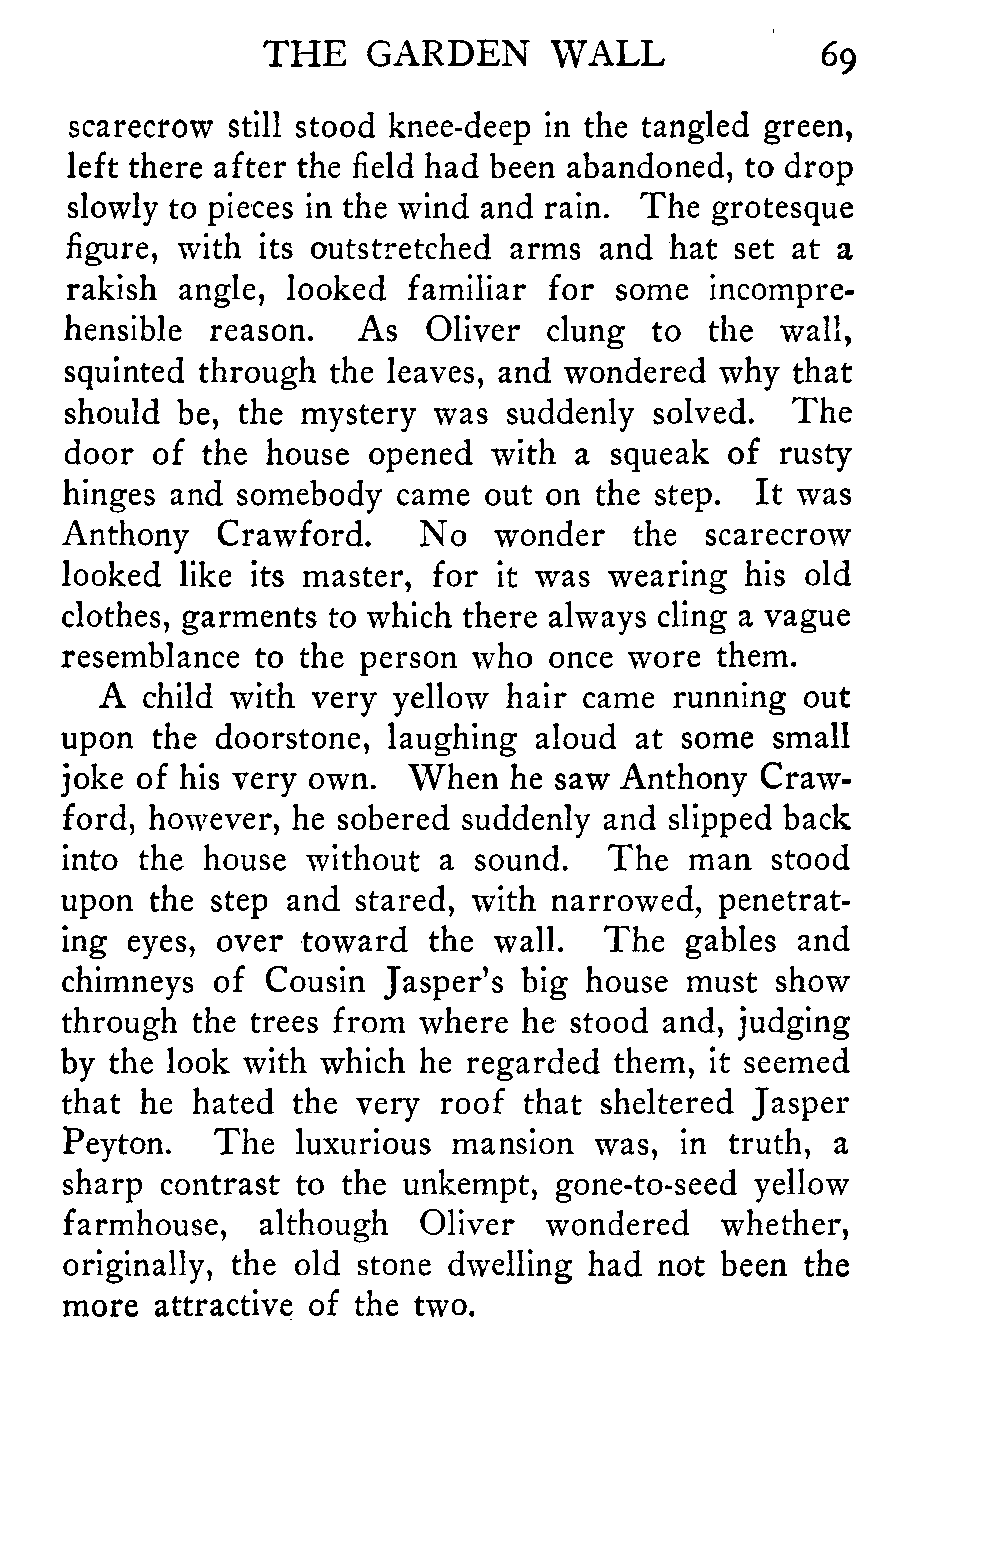 THE GARDEN WALL 69
scarecrow still stood knee-deep in the tangled green,
left there after the field had been abandoned, to drop
slowly to pieces in the wind and rain. The grotesque
figure, with its outstretched arms and hat set at a
rakish angle, looked familiar for some incompre-
hensible reason. As Oliver clung to the wall,
squinted through the leaves, and wondered why that
should be, the mystery was suddenly solved. The
door of the house opened with a squeak of rusty
hinges and somebody came out on the step. It was
Anthony Crawford. No wonder the scarecrow
looked like its master, for it was wearing his old
clothes, garments to which there always cling a vague
resemblance to the person who once wore them.
A child with very yellow hair came running out
upon the doorstone, laughing aloud at some small
joke of his very own. When he saw Anthony Craw-
ford, however, he sobered suddenly and slipped back
into the house without a sound. The man stood
upon the step and stared, with narrowed, penetrat-
ing eyes, over toward the wall. The gables and
chimneys of Cousin Jasper's big house must show
through the trees from where he stood and, judging
by the look with which he regarded them, it seemed
that he hated the very roof that sheltered Jasper
Peyton. The luxurious mansion was, in truth, a
sharp contrast to the unkempt, gone-to-seed yellow
farmhouse, although Oliver wondered whether,
originally, the old stone dwelling had not been the
more attractive of the two.